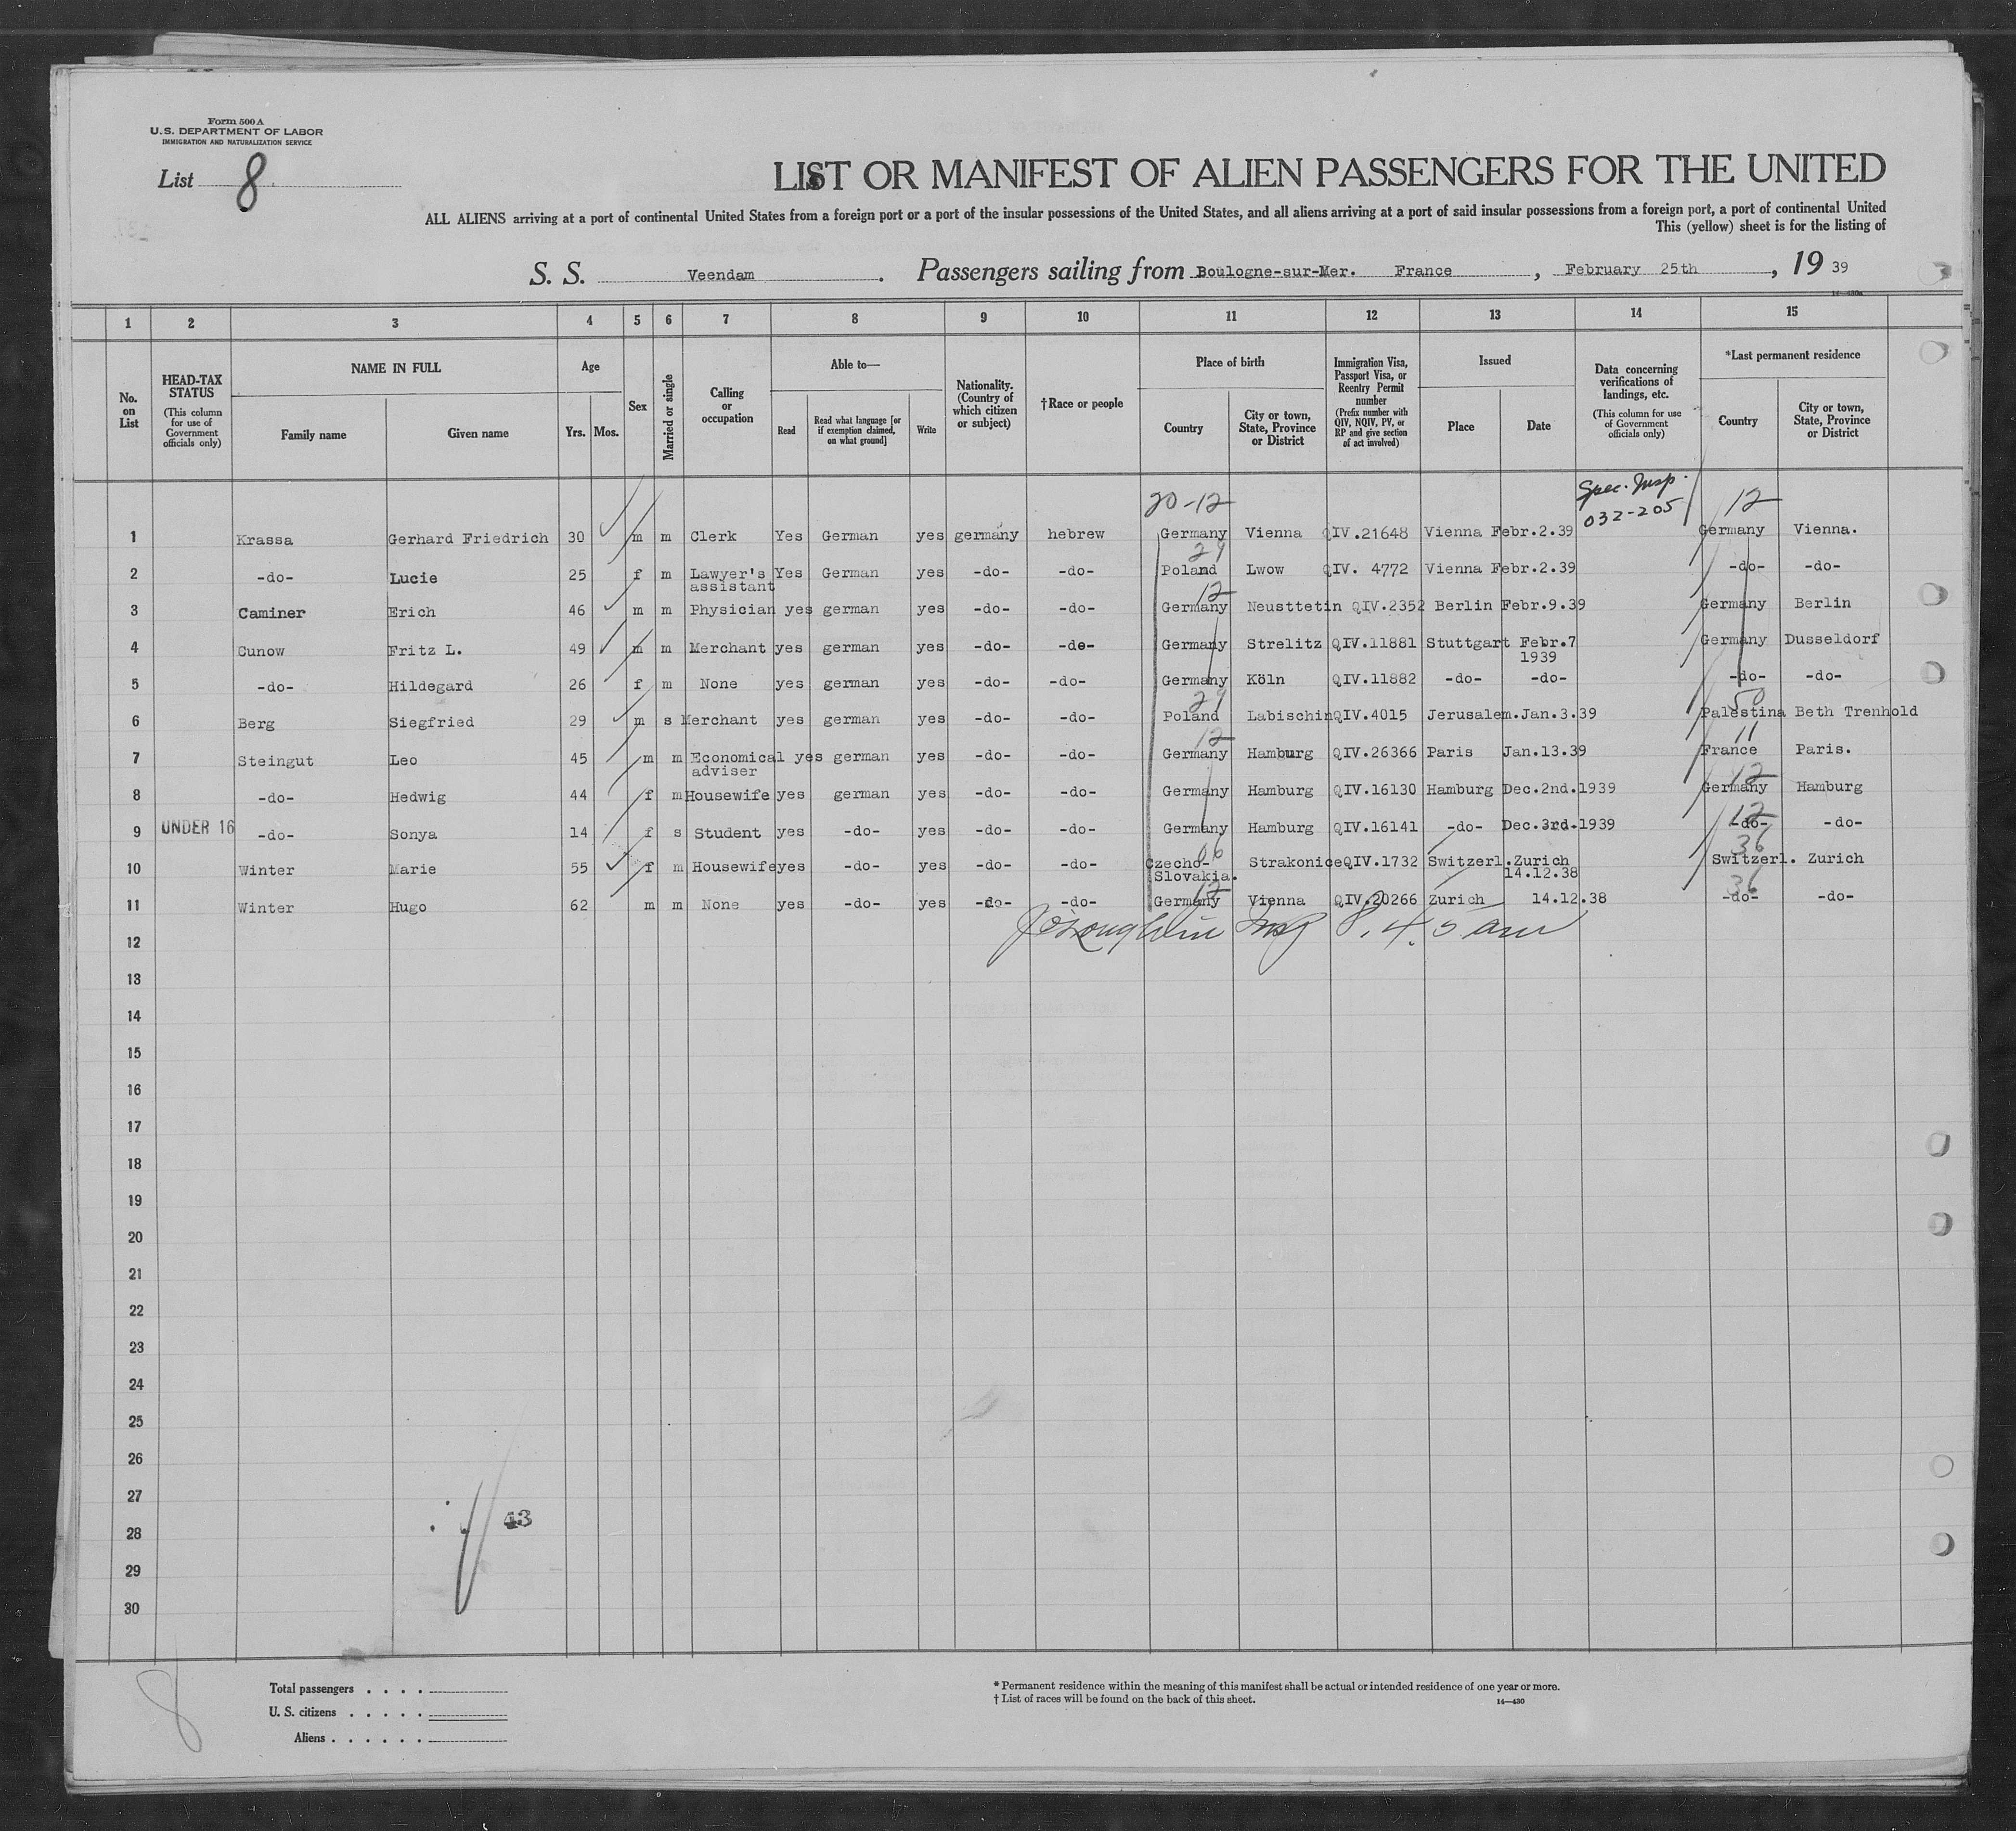 Form 500 A
U.S. DEPARTMENT OF LABOR
IMMIGRATION AND NATURALIZATION SERVICE
List 8
LIST OR MANIFEST OF ALIEN PASSENGERS FOR THE UNITED
ALL ALIENS arriving at a port of continental United States from a foreign port or a port of the insular possessions of the United States, and all aliens arriving at a port of said insular possessions from a foreign port, a port of continental United
This (yellow) sheet is for the listing of
S. S. Veendam. Passengers sailing from Boulogne-sur-Mer. France, February 25th, 19 39
1 2 3 4 5 6 7 8 9 10 11 12 13 14 15
No. on List
HEAD-TAX STATUS (This column for use of Government officials only)
NAME IN FULL Family name Given name
Age Yrs. Mos.
Sex
Married or single
Calling or occupation
Able to— Read Read what language [or if exemption claimed, on what ground] Write
Nationality. (Country of which citizen or subject)
†Race or people
Place of birth Country City or town, State, Province or District
Immigration Visa, Passport Visa, or Reentry Permit number (Prefix number with QIV, NQIV, PV, or RP and give section of act involved)
Issued Place Date
Data concerning verifications of landings, etc. (This column for use of Government officials only)
*Last permanent residence Country City or town, State, Province or District
20-12 Spec. Insp. 032-205 12
1 Krassa Gerhard Friedrich 30 m m Clerk Yes German yes germany hebrew Germany Vienna QIV.21648 Vienna Febr.2.39 Germany Vienna.
29
2 -do- Lucie 25 f m Lawyer's assistant Yes German yes -do- -do- Poland Lwow QIV. 4772 Vienna Febr.2.39 -do- -do-
12
3 Caminer Erich 46 m m Physician yes german yes -do- -do- Germany Neusttetin QIV.2352 Berlin Febr.9.39 Germany Berlin
4 Cunow Fritz L. 49 m m Merchant yes german yes -do- -do- Germany Strelitz QIV.11881 Stuttgart Febr.7 1939 Germany Dusseldorf
5 -do- Hildegard 26 f m None yes german yes -do- -do- Germany Köln QIV.11882 -do- -do- -do- -do-
29 50
6 Berg Siegfried 29 m s Merchant yes german yes -do- -do- Poland Labischin QIV.4015 Jerusalem.Jan.3.39 Palestina Beth Trenhold
12 11
7 Steingut Leo 45 m m Economical adviser yes german yes -do- -do- Germany Hamburg QIV.26366 Paris Jan.13.39 France Paris.
12
8 -do- Hedwig 44 f m Housewife yes german yes -do- -do- Germany Hamburg QIV.16130 Hamburg Dec.2nd.1939 Germany Hamburg
12
9 UNDER 16 -do- Sonya 14 f s Student yes -do- yes -do- -do- Germany Hamburg QIV.16141 -do- Dec.3rd.1939 -do- -do-
06 36
10 Winter Marie 55 f m Housewife yes -do- yes -do- -do- Czecho-Slovakia. Strakonice QIV.1732 Switzerl.Zurich 14.12.38 Switzerl. Zurich
12 36
11 Winter Hugo 62 m m None yes -do- yes -do- -do- Germany Vienna QIV.20266 Zurich 14.12.38 -do- -do-
12 Insp 8.45 am
13
14
15
16
17
18
19
20
21
22
23
24
25
26
27
28 43
29
30
8
Total passengers . . . .
U. S. citizens . . . . .
Aliens . . . . . .
* Permanent residence within the meaning of this manifest shall be actual or intended residence of one year or more.
† List of races will be found on the back of this sheet. 14—430